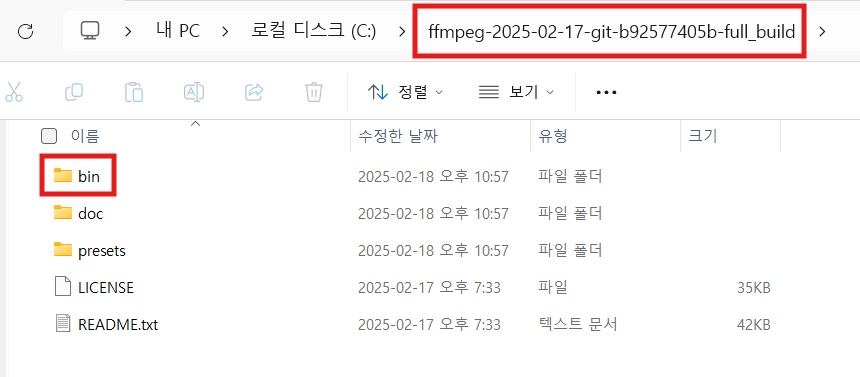 내 PC > 로컬 디스크 (C:) > ffmpeg-2025-02-17-git-b92577405b-full_build >
정렬 보기 •••
이름 수정한 날짜 유형 크기
bin 2025-02-18 오후 10:57 파일 폴더
doc 2025-02-18 오후 10:57 파일 폴더
presets 2025-02-18 오후 10:57 파일 폴더
LICENSE 2025-02-17 오후 7:33 파일 35KB
README.txt 2025-02-17 오후 7:33 텍스트 문서 42KB